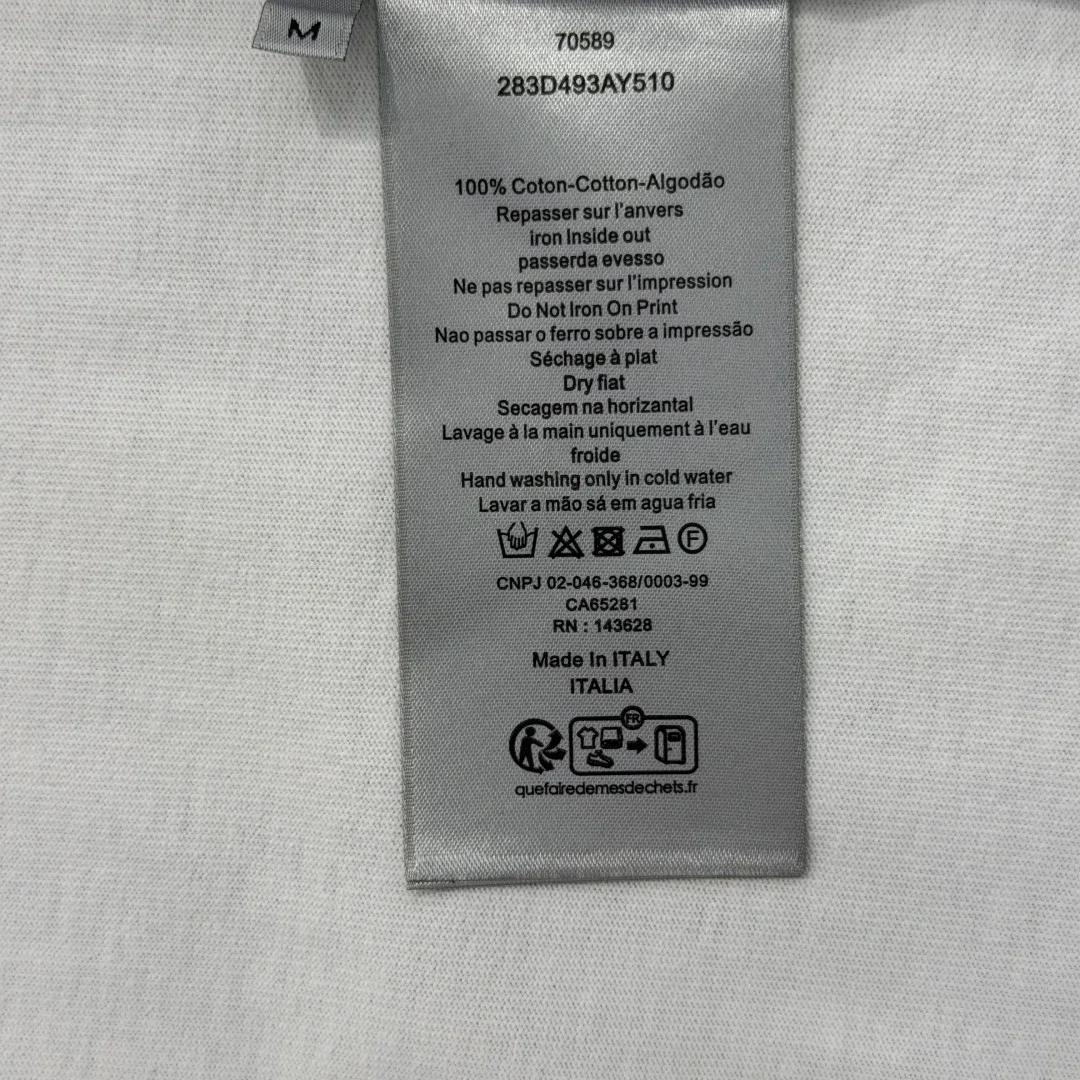 M
70589
283D493AY510
100% Coton-Cotton-Algodão
Repasser sur l'anvers
iron Inside out
passerda evesso
Ne pas repasser sur l'impression
Do Not Iron On Print
Nao passar o ferro sobre a impressão
Séchage à plat
Dry fiat
Secagem na horizantal
Lavage à la main uniquement à l'eau
froide
Hand washing only in cold water
Lavar a mão sá em agua fria
F
CNPJ 02-046-368/0003-99
CA65281
RN : 143628
Made In ITALY
ITALIA
FR
quefairedemesdechets.fr